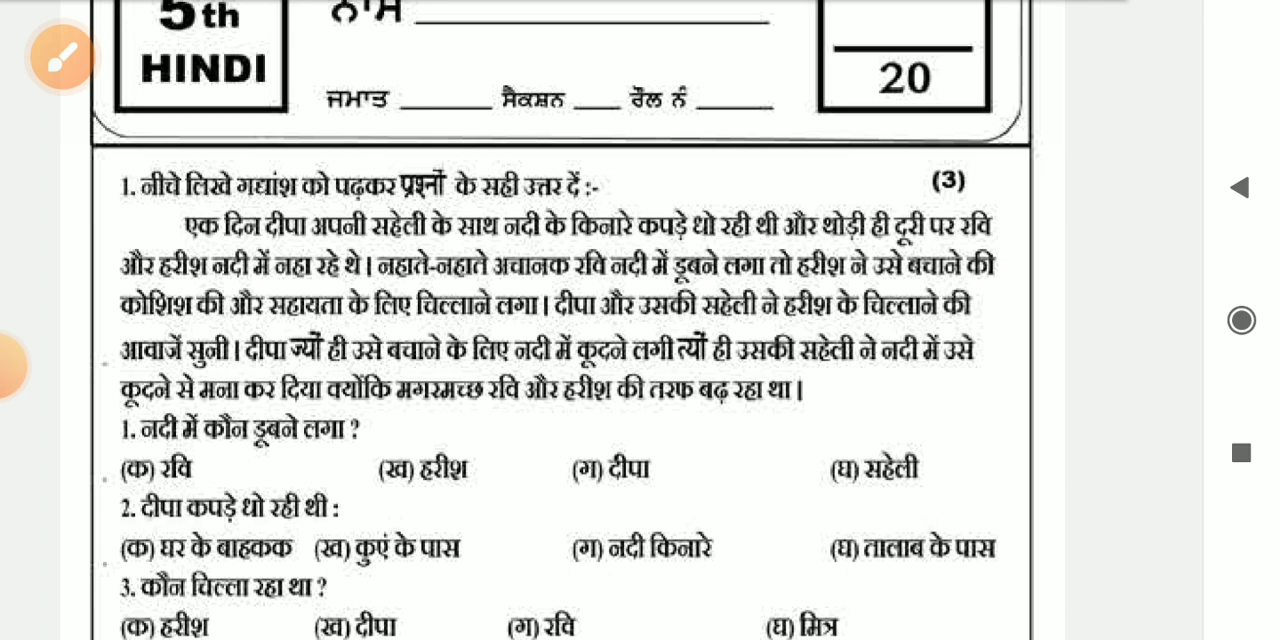 5th
HINDI
ਨਾਮ
20
ਜਮਾਤ ਸੈਕਸ਼ਨ ਰੌਲ ਨੰ
1. नीचे लिखे गद्यांश को पढ़कर प्रश्नों के सही उत्तर दें :- (3)
एक दिन दीपा अपनी सहेली के साथ नदी के किनारे कपड़े धो रही थी और थोड़ी ही दूरी पर रवि
और हरीश नदी में नहा रहे थे। नहाते-नहाते अचानक रवि नदी में डूबने लगा तो हरीश ने उसे बचाने की
कोशिश की और सहायता के लिए चिल्लाने लगा। दीपा और उसकी सहेली ने हरीश के चिल्लाने की
आवाजें सुनी। दीपा ज्यों ही उसे बचाने के लिए नदी में कूदने लगी त्यों ही उसकी सहेली ने नदी में उसे
कूदने से मना कर दिया क्योंकि मगरमच्छ रवि और हरीश की तरफ बढ़ रहा था।
1. नदी में कौन डूबने लगा ?
(क) रवि (ख) हरीश (ग) दीपा (घ) सहेली
2. दीपा कपड़े धो रही थी :
(क) घर के बाहकक (ख) कुएं के पास (ग) नदी किनारे (घ) तालाब के पास
3. कौन चिल्ला रहा था ?
(क) हरीश (ख) दीपा (ग) रवि (घ) मित्र